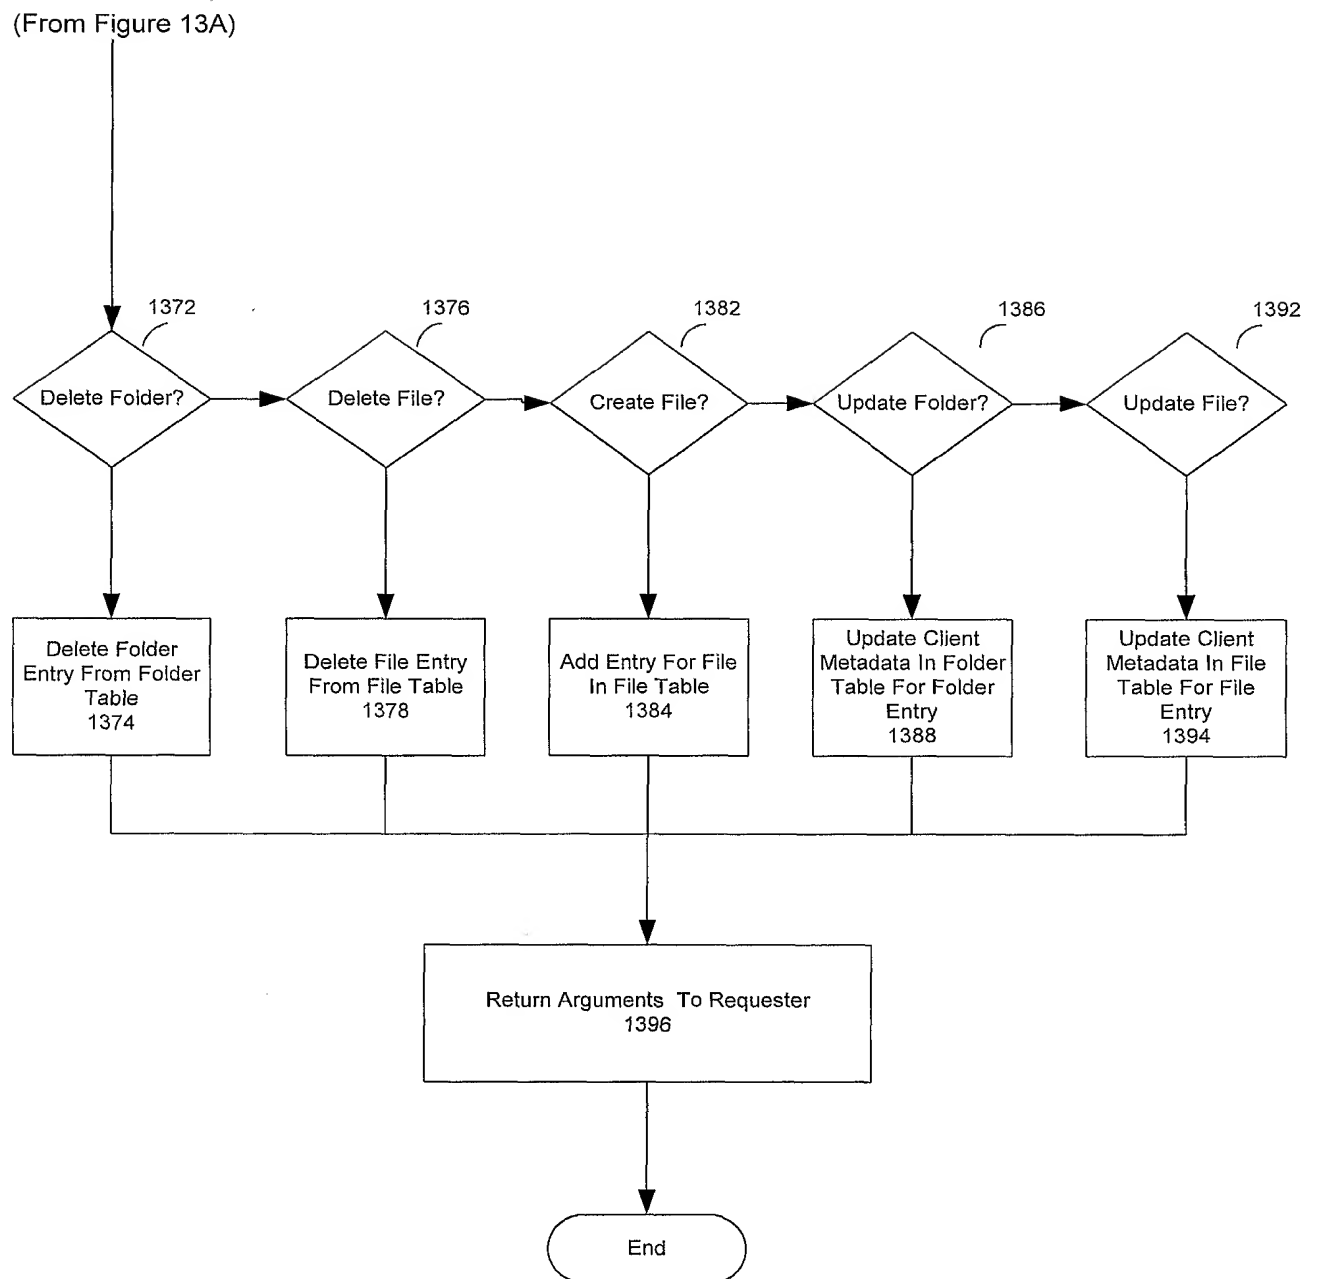 (From Figure 13A)
1372
1376
1382
1386
1392
Delete Folder?
Delete File?
Create File?
Update Folder?
Update File?
Delete Folder
Entry From Folder
Table
1374
Delete File Entry
From File Table
1378
Add Entry For File
In File Table
1384
Update Client
Metadata In Folder
Table For Folder
Entry
1388
Update Client
Metadata In File
Table For File
Entry
1394
Return Arguments To Requester
1396
End